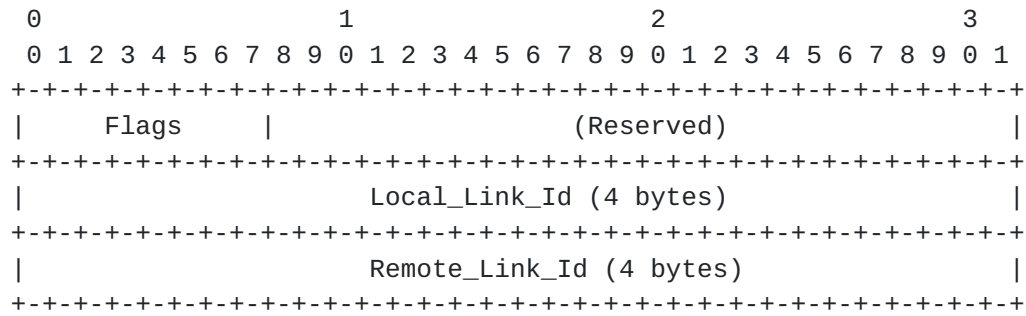 0                   1                   2                   3
 0 1 2 3 4 5 6 7 8 9 0 1 2 3 4 5 6 7 8 9 0 1 2 3 4 5 6 7 8 9 0 1
+-+-+-+-+-+-+-+-+-+-+-+-+-+-+-+-+-+-+-+-+-+-+-+-+-+-+-+-+-+-+-+-+
|     Flags     |                   (Reserved)                  |
+-+-+-+-+-+-+-+-+-+-+-+-+-+-+-+-+-+-+-+-+-+-+-+-+-+-+-+-+-+-+-+-+
|                      Local_Link_Id (4 bytes)                  |
+-+-+-+-+-+-+-+-+-+-+-+-+-+-+-+-+-+-+-+-+-+-+-+-+-+-+-+-+-+-+-+-+
|                      Remote_Link_Id (4 bytes)                 |
+-+-+-+-+-+-+-+-+-+-+-+-+-+-+-+-+-+-+-+-+-+-+-+-+-+-+-+-+-+-+-+-+